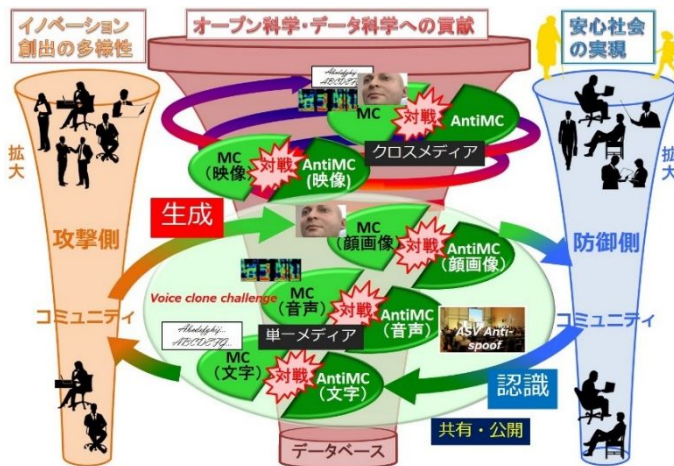 イノベーション
創出の多様性
オープン科学・データ科学への貢献
安心社会
の実現
拡大
攻撃側
コミュニティ
拡大
防御側
コミュニティ
Abcdefghij...
ABCDEFG...
MC
対戦
AntiMC
クロスメディア
MC
(映像)
対戦
AntiMC
(映像)
生成
MC
(顔画像)
対戦
AntiMC
(顔画像)
Voice clone challenge
MC
(音声)
対戦
AntiMC
(音声)
ASV Anti-
spoof
単一メディア
Abcdefghij...
ABCDEFG...
MC
(文字)
対戦
AntiMC
(文字)
認識
共有・公開
データベース